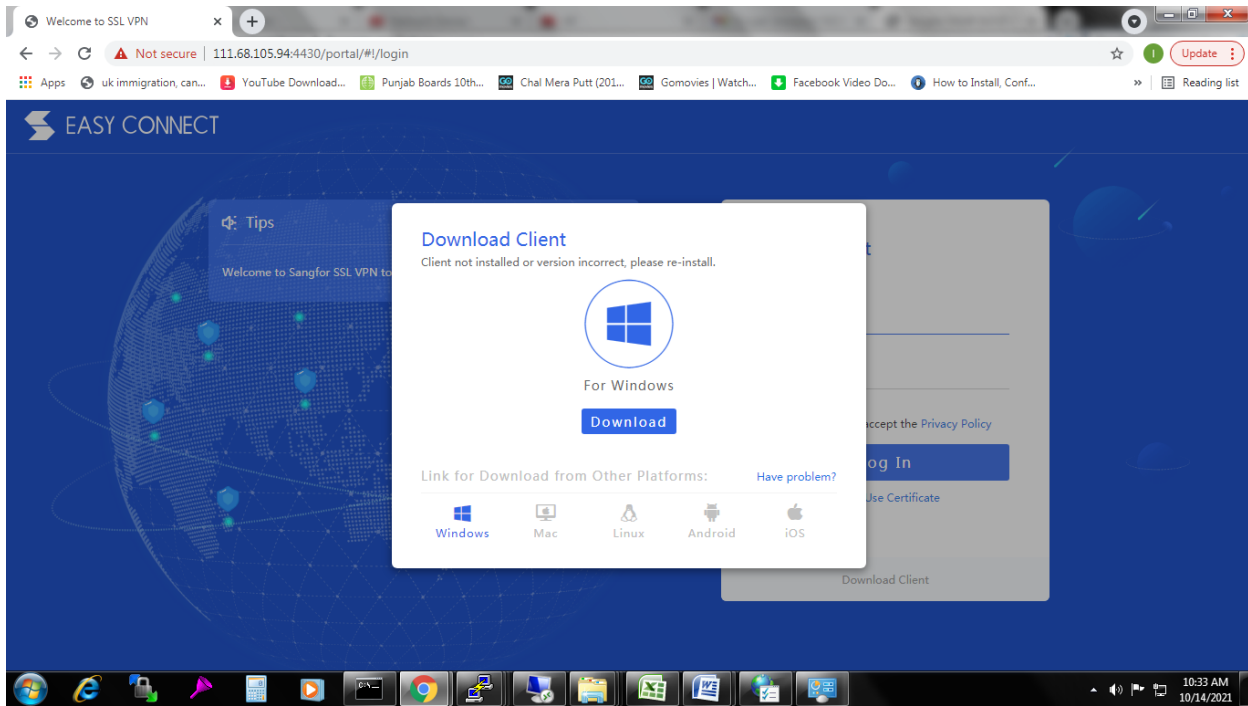 Welcome to SSL VPN
Not secure | 111.68.105.94:4430/portal/#!/login
Update
Apps uk immigration, can... YouTube Download... Punjab Boards 10th... Chal Mera Putt (201... Gomovies | Watch... Facebook Video Do... How to Install, Conf... » Reading list
EASY CONNECT
Tips
Welcome to Sangfor SSL VPN to
Download Client
Client not installed or version incorrect, please re-install.
For Windows
Download
Link for Download from Other Platforms: Have problem?
Windows Mac Linux Android iOS
accept the Privacy Policy
og In
Use Certificate
Download Client
10:33 AM
10/14/2021